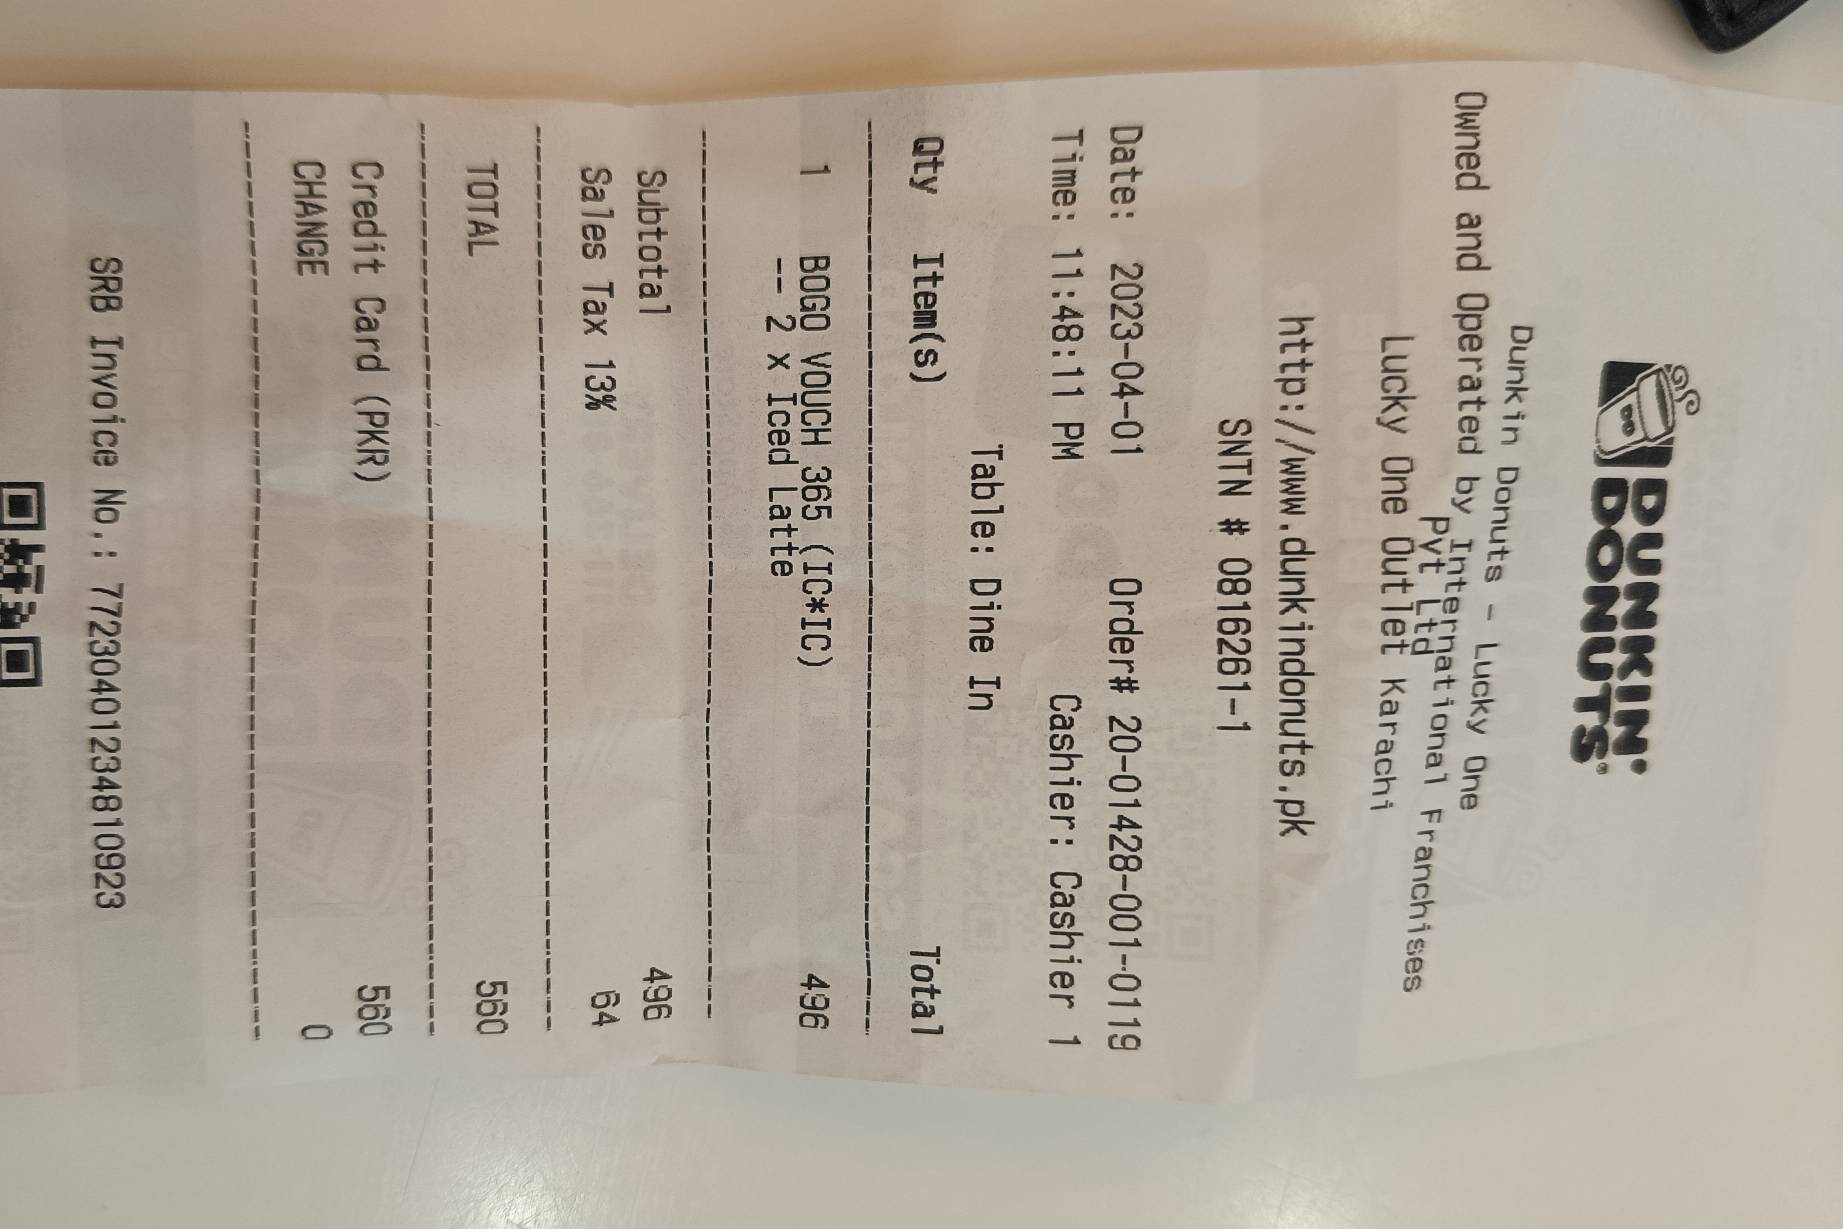 DUNKIN'
DONUTS
Dunkin Donuts - Lucky One
Owned and Operated by International Franchises
Pvt Ltd
Lucky One Outlet Karachi
http://www.dunkindonuts.pk
SNTN # 0816261-1
Date: 2023-04-01 Order# 20-01428-001-0119
Time: 11:48:11 PM Cashier: Cashier 1
Table: Dine In
Qty Item(s) Total
1 BOGO VOUCH 365 (IC*IC) 496
-- 2 x Iced Latte
Subtotal 496
Sales Tax 13% 64
TOTAL 560
Credit Card (PKR) 560
CHANGE 0
SRB Invoice No.: 77230401234810923